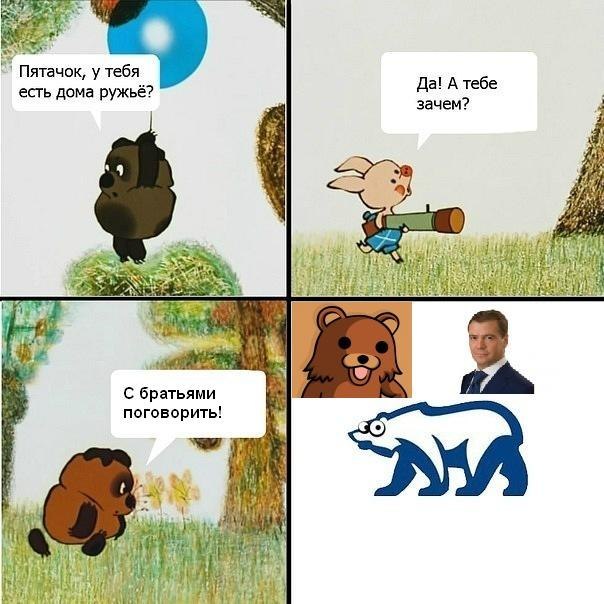 Пятачок, у тебя
есть дома ружьё?
Да! А тебе
зачем?
С братьями
поговорить!